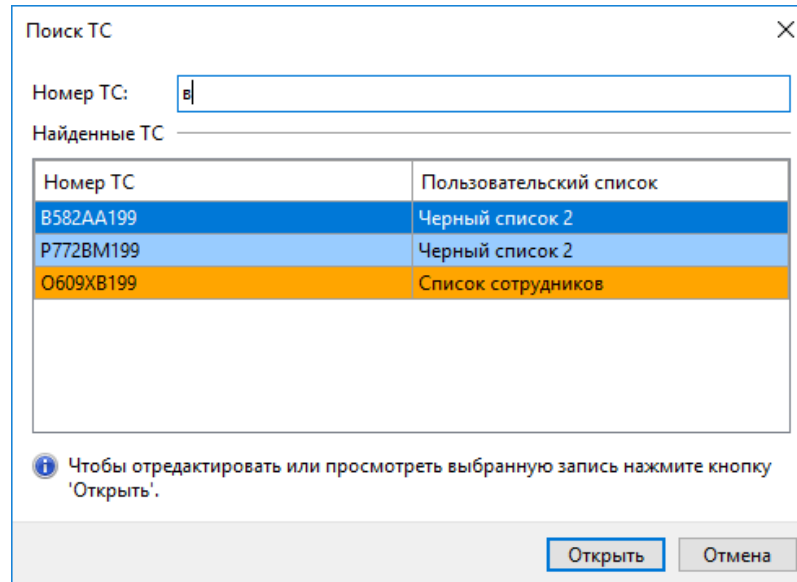 Поиск ТС
Номер ТС: в
Найденные ТС
Номер ТС Пользовательский список
В582АА199 Черный список 2
Р772ВМ199 Черный список 2
О609ХВ199 Список сотрудников
Чтобы отредактировать или просмотреть выбранную запись нажмите кнопку
'Открыть'.
Открыть Отмена